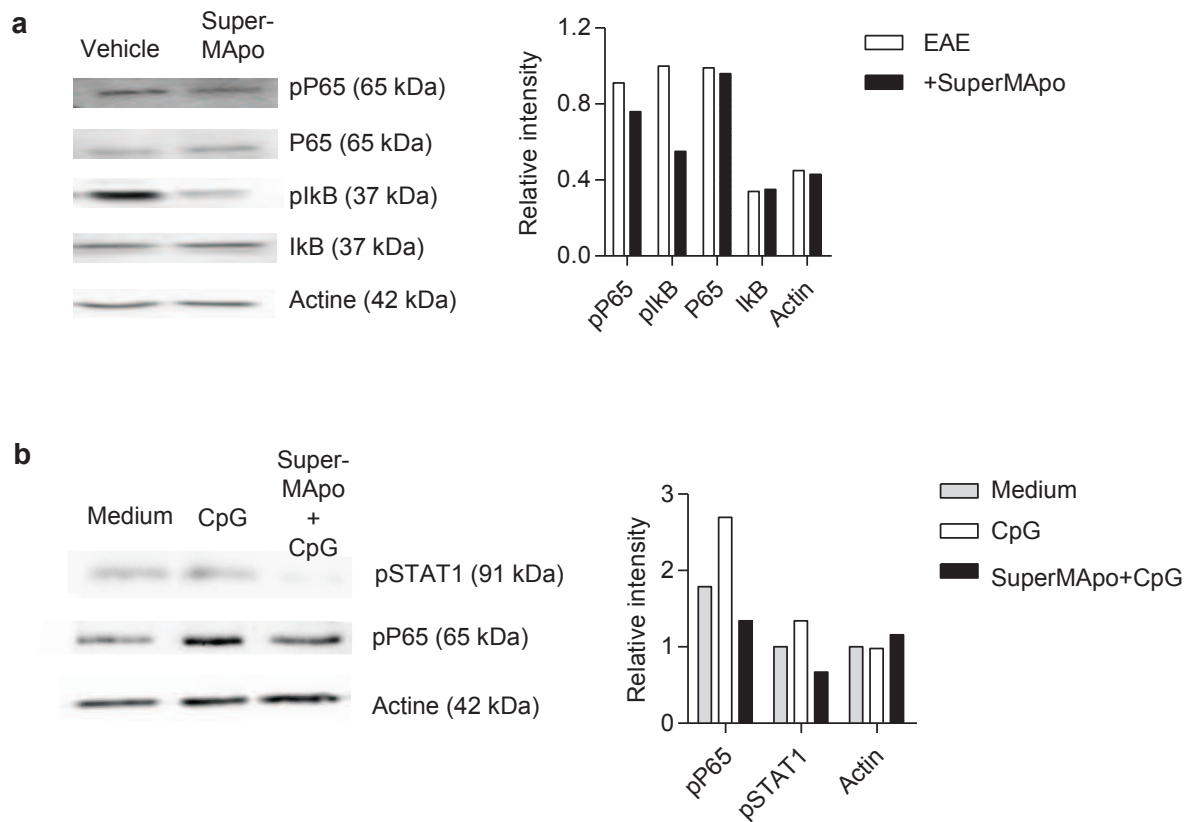 a
Vehicle
Super-
MApo
pP65 (65 kDa)
P65 (65 kDa)
pIkB (37 kDa)
IkB (37 kDa)
Actine (42 kDa)
Relative intensity
1.2
0.8
0.4
0.0
pP65
pIkB
P65
IkB
Actin
EAE
+SuperMApo
b
Medium
CpG
Super-
MApo
+
CpG
pSTAT1 (91 kDa)
pP65 (65 kDa)
Actine (42 kDa)
Relative intensity
3
2
1
0
pP65
pSTAT1
Actin
Medium
CpG
SuperMApo+CpG